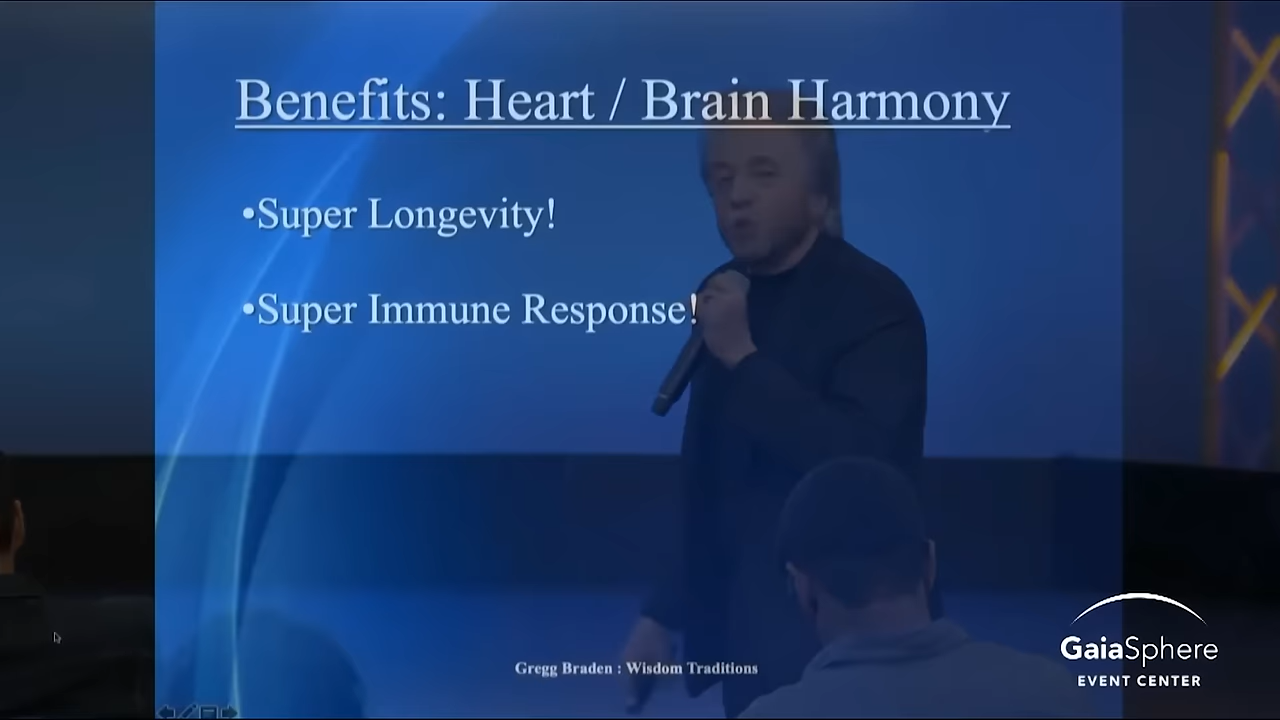 Benefits: Heart / Brain Harmony
•Super Longevity!
•Super Immune Response!
Gregg Braden : Wisdom Traditions
GaiaSphere
EVENT CENTER